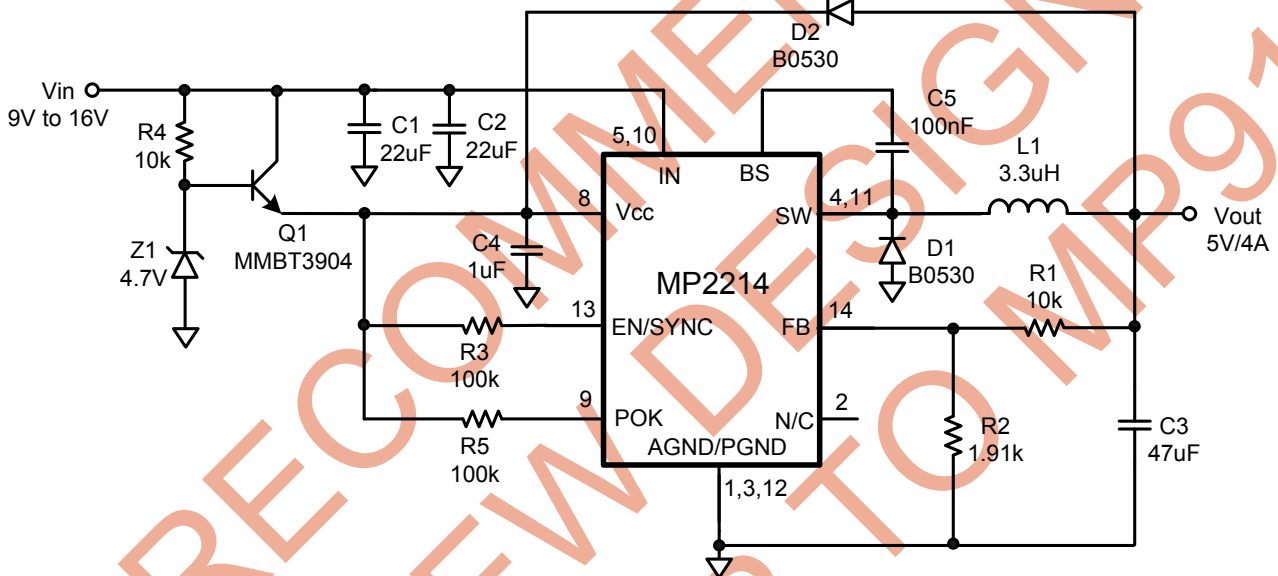 D2
B0530
Vin
9V to 16V
R4
10k
C1
22uF
C2
22uF
5,10
IN
BS
C5
100nF
L1
3.3uH
8
Vcc
4,11
SW
Vout
5V/4A
Z1
4.7V
Q1
MMBT3904
C4
1uF
D1
B0530
MP2214
R1
10k
13
EN/SYNC
14
FB
R3
100k
9
POK
2
N/C
R5
100k
AGND/PGND
R2
1.91k
C3
47uF
1,3,12